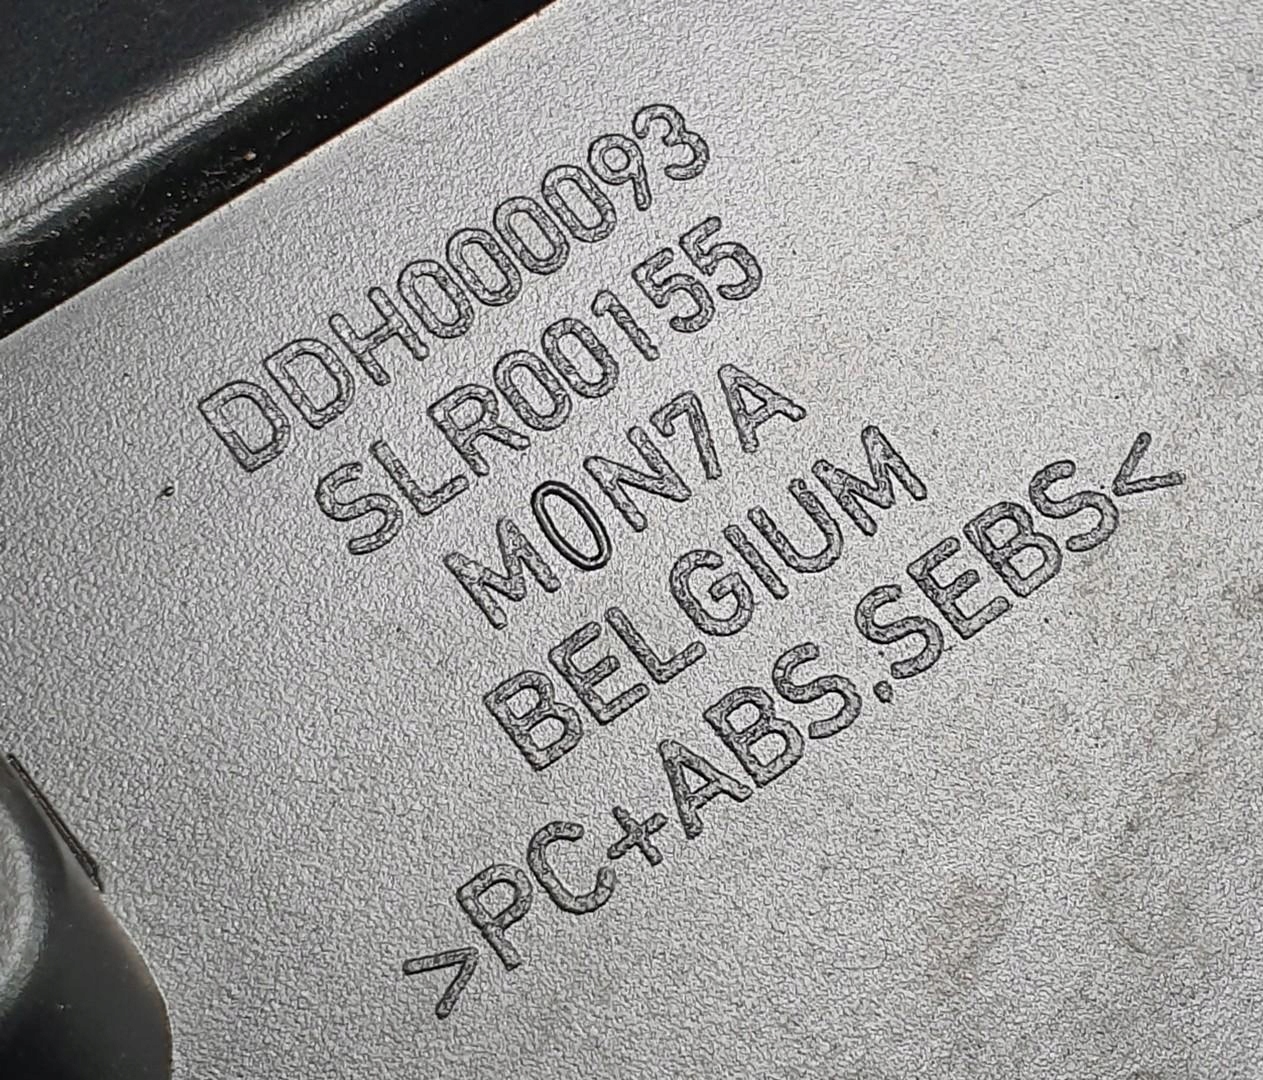 DDH000093
SLR00155
M0N7A
BELGIUM
>PC+ABS.SEBS<